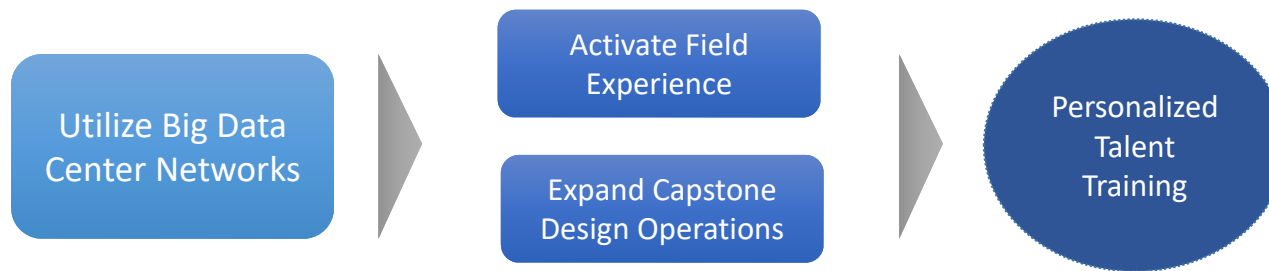 Utilize Big Data
Center Networks
Activate Field
Experience
Expand Capstone
Design Operations
Personalized
Talent
Training